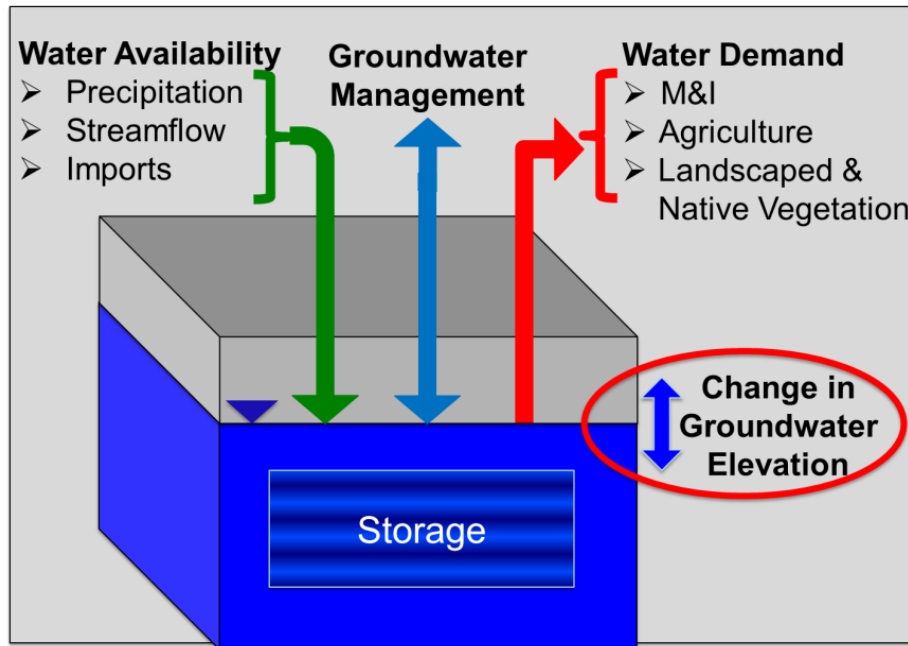 Water Availability
➢ Precipitation
➢ Streamflow
➢ Imports
Groundwater
Management
Water Demand
➢ M&I
➢ Agriculture
➢ Landscaped &
Native Vegetation
Change in
Groundwater
Elevation
Storage